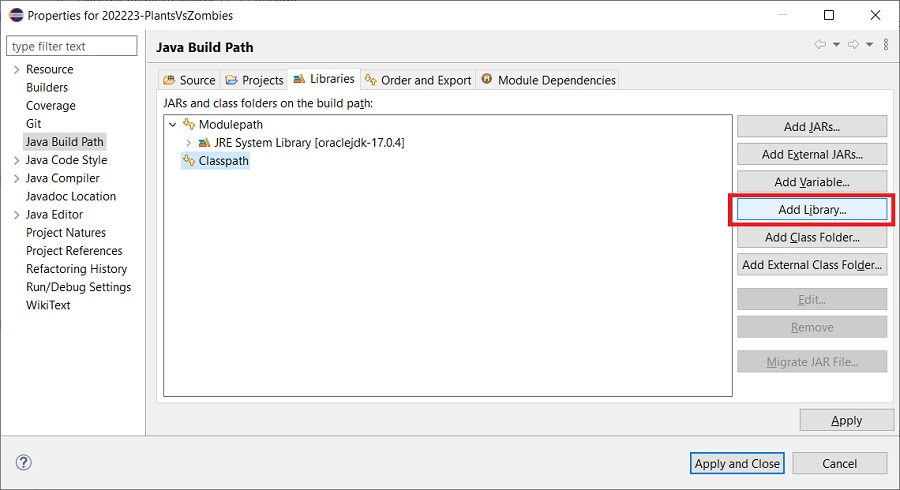 Properties for 202223-PlantsVsZombies
type filter text
Resource
Builders
Coverage
Git
Java Build Path
Java Code Style
Java Compiler
Javadoc Location
Java Editor
Project Natures
Project References
Refactoring History
Run/Debug Settings
WikiText
Java Build Path
Source Projects Libraries Order and Export Module Dependencies
JARs and class folders on the build path:
Modulepath
JRE System Library [oraclejdk-17.0.4]
Classpath
Add JARs...
Add External JARs...
Add Variable...
Add Library...
Add Class Folder...
Add External Class Folder...
Edit...
Remove
Migrate JAR File...
Apply
?
Apply and Close
Cancel